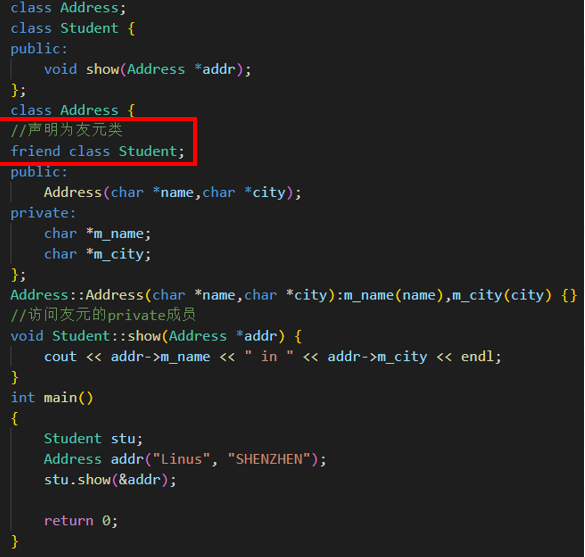 class Address;
class Student {
public:
    void show(Address *addr);
};
class Address {
//声明为友元类
friend class Student;
public:
    Address(char *name,char *city);
private:
    char *m_name;
    char *m_city;
};
Address::Address(char *name,char *city):m_name(name),m_city(city) {}
//访问友元的private成员
void Student::show(Address *addr) {
    cout << addr->m_name << " in " << addr->m_city << endl;
}
int main()
{
    Student stu;
    Address addr("Linus", "SHENZHEN");
    stu.show(&addr);

    return 0;
}